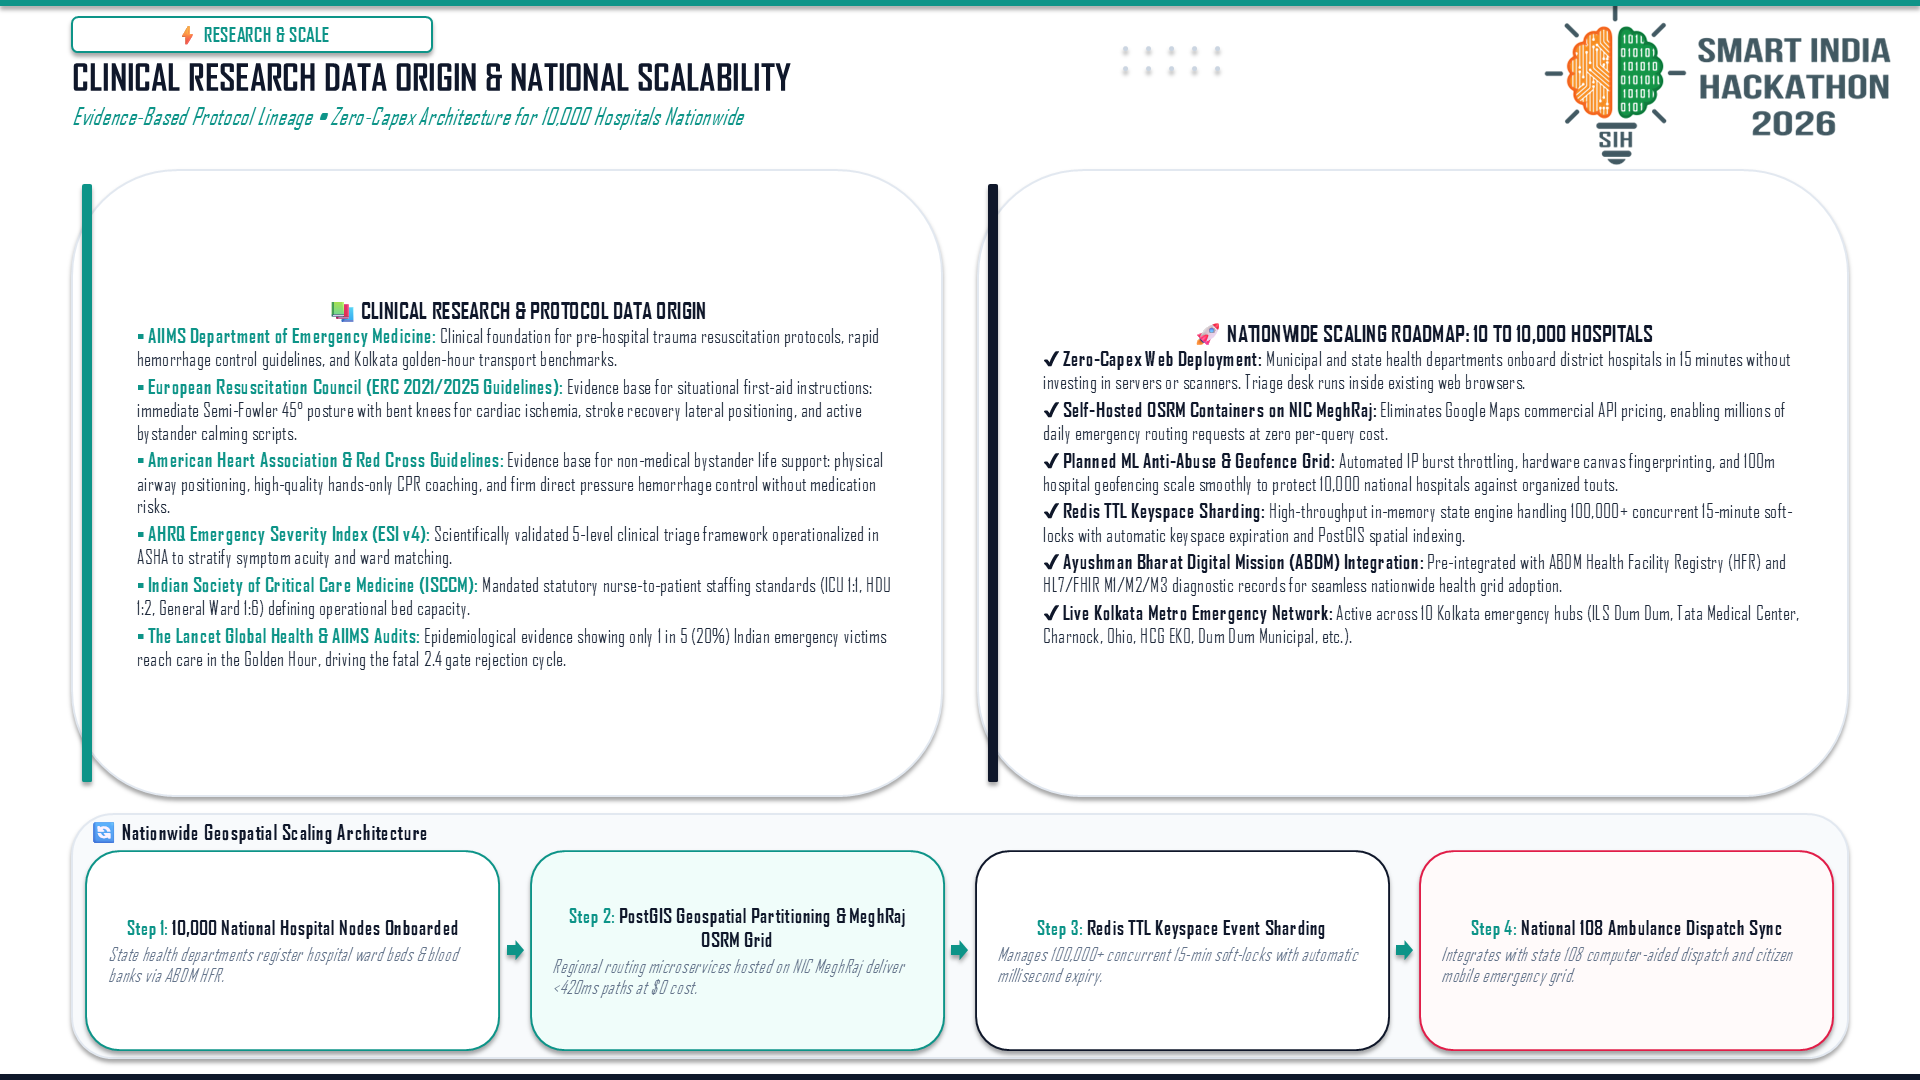 ⚡ RESEARCH & SCALE
CLINICAL RESEARCH DATA ORIGIN & NATIONAL SCALABILITY
Evidence-Based Protocol Lineage • Zero-Capex Architecture for 10,000 Hospitals Nationwide
SIH
SMART INDIA
HACKATHON
2026
📚 CLINICAL RESEARCH & PROTOCOL DATA ORIGIN
▪ AIIMS Department of Emergency Medicine: Clinical foundation for pre-hospital trauma resuscitation protocols, rapid
hemorrhage control guidelines, and Kolkata golden-hour transport benchmarks.
▪ European Resuscitation Council (ERC 2021/2025 Guidelines): Evidence base for situational first-aid instructions:
immediate Semi-Fowler 45° posture with bent knees for cardiac ischemia, stroke recovery lateral positioning, and active
bystander calming scripts.
▪ American Heart Association & Red Cross Guidelines: Evidence base for non-medical bystander life support: physical
airway positioning, high-quality hands-only CPR coaching, and firm direct pressure hemorrhage control without medication
risks.
▪ AHRQ Emergency Severity Index (ESI v4): Scientifically validated 5-level clinical triage framework operationalized in
ASHA to stratify symptom acuity and ward matching.
▪ Indian Society of Critical Care Medicine (ISCCM): Mandated statutory nurse-to-patient staffing standards (ICU 1:1, HDU
1:2, General Ward 1:6) defining operational bed capacity.
▪ The Lancet Global Health & AIIMS Audits: Epidemiological evidence showing only 1 in 5 (20%) Indian emergency victims
reach care in the Golden Hour, driving the fatal 2.4 gate rejection cycle.
🚀 NATIONWIDE SCALING ROADMAP: 10 TO 10,000 HOSPITALS
✔ Zero-Capex Web Deployment: Municipal and state health departments onboard district hospitals in 15 minutes without
investing in servers or scanners. Triage desk runs inside existing web browsers.
✔ Self-Hosted OSRM Containers on NIC MeghRaj: Eliminates Google Maps commercial API pricing, enabling millions of
daily emergency routing requests at zero per-query cost.
✔ Planned ML Anti-Abuse & Geofence Grid: Automated IP burst throttling, hardware canvas fingerprinting, and 100m
hospital geofencing scale smoothly to protect 10,000 national hospitals against organized touts.
✔ Redis TTL Keyspace Sharding: High-throughput in-memory state engine handling 100,000+ concurrent 15-minute soft-
locks with automatic keyspace expiration and PostGIS spatial indexing.
✔ Ayushman Bharat Digital Mission (ABDM) Integration: Pre-integrated with ABDM Health Facility Registry (HFR) and
HL7/FHIR M1/M2/M3 diagnostic records for seamless nationwide health grid adoption.
✔ Live Kolkata Metro Emergency Network: Active across 10 Kolkata emergency hubs (ILS Dum Dum, Tata Medical Center,
Charnock, Ohio, HCG EKO, Dum Dum Municipal, etc.).
🔄 Nationwide Geospatial Scaling Architecture
Step 1: 10,000 National Hospital Nodes Onboarded
State health departments register hospital ward beds & blood
banks via ABDM HFR.
Step 2: PostGIS Geospatial Partitioning & MeghRaj
OSRM Grid
Regional routing microservices hosted on NIC MeghRaj deliver
<420ms paths at $0 cost.
Step 3: Redis TTL Keyspace Event Sharding
Manages 100,000+ concurrent 15-min soft-locks with automatic
millisecond expiry.
Step 4: National 108 Ambulance Dispatch Sync
Integrates with state 108 computer-aided dispatch and citizen
mobile emergency grid.